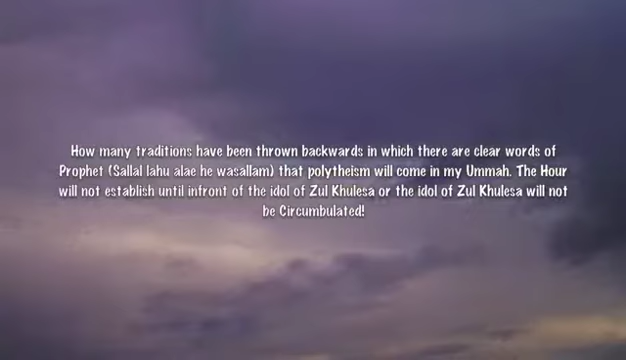 How many traditions have been thrown backwards in which there are clear words of
Prophet (Sallal lahu alae he wasallam) that polytheism will come in my Ummah. The Hour
will not establish until infront of the idol of Zul Khulesa or the idol of Zul Khulesa will not
be Circumbulated!